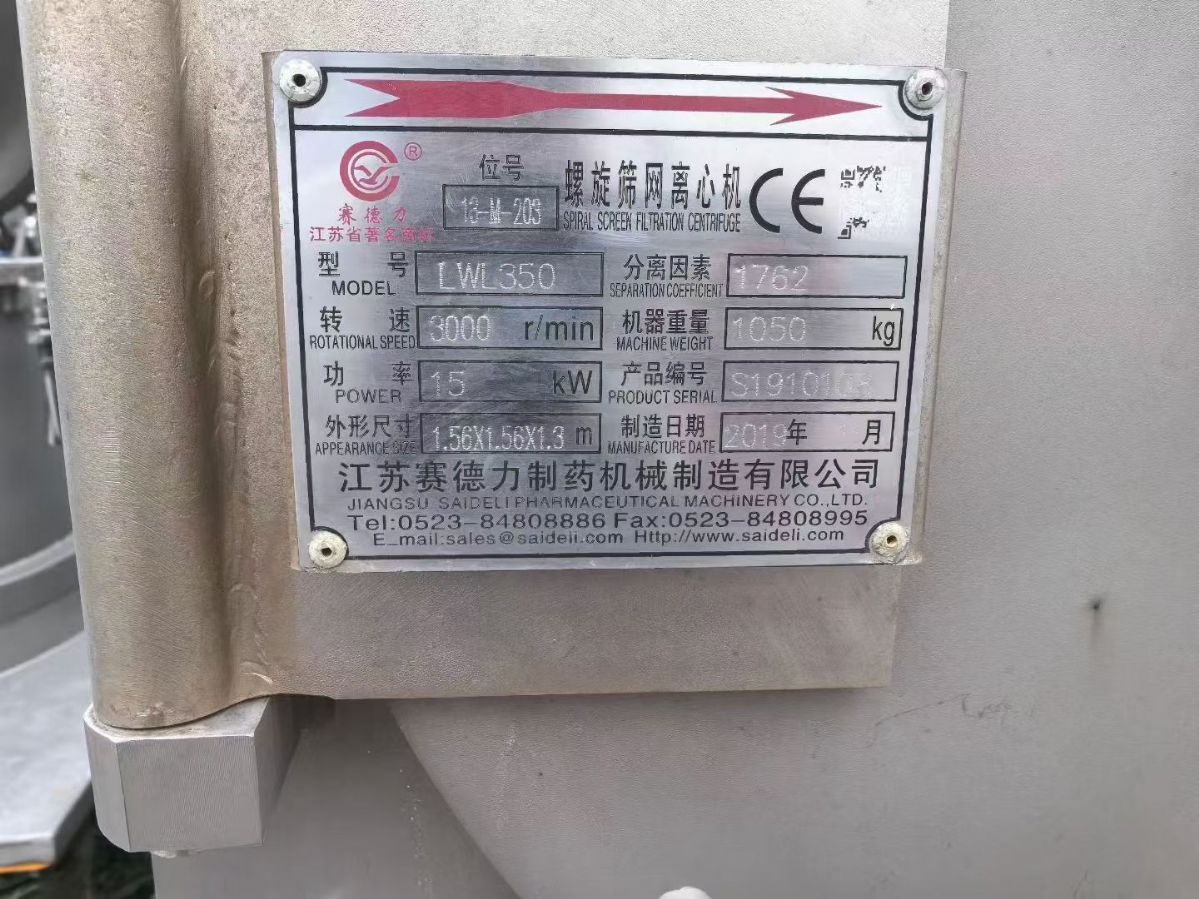 赛德力®
江苏省著名商标
位号 13-M-203
螺旋筛网离心机 CE
SPIRAL SCREEN FILTRATION CENTRIFUGE
型号 LWL350 分离因素 1762
MODEL SEPARATION COEFFICIENT
转速 3000 r/min 机器重量 1050 kg
ROTATIONAL SPEED MACHINE WEIGHT
功率 15 kW 产品编号
POWER PRODUCT SERIAL
外形尺寸 1.56X1.56X1.3 m 制造日期 2019年 月
APPEARANCE SIZE MANUFACTURE DATE
江苏赛德力制药机械制造有限公司
JIANGSU SAIDELI PHARMACEUTICAL MACHINERY CO., LTD.
Tel:0523-84808886 Fax:0523-84808995
E_mail:sales@saideli.com Http://www.saideli.com